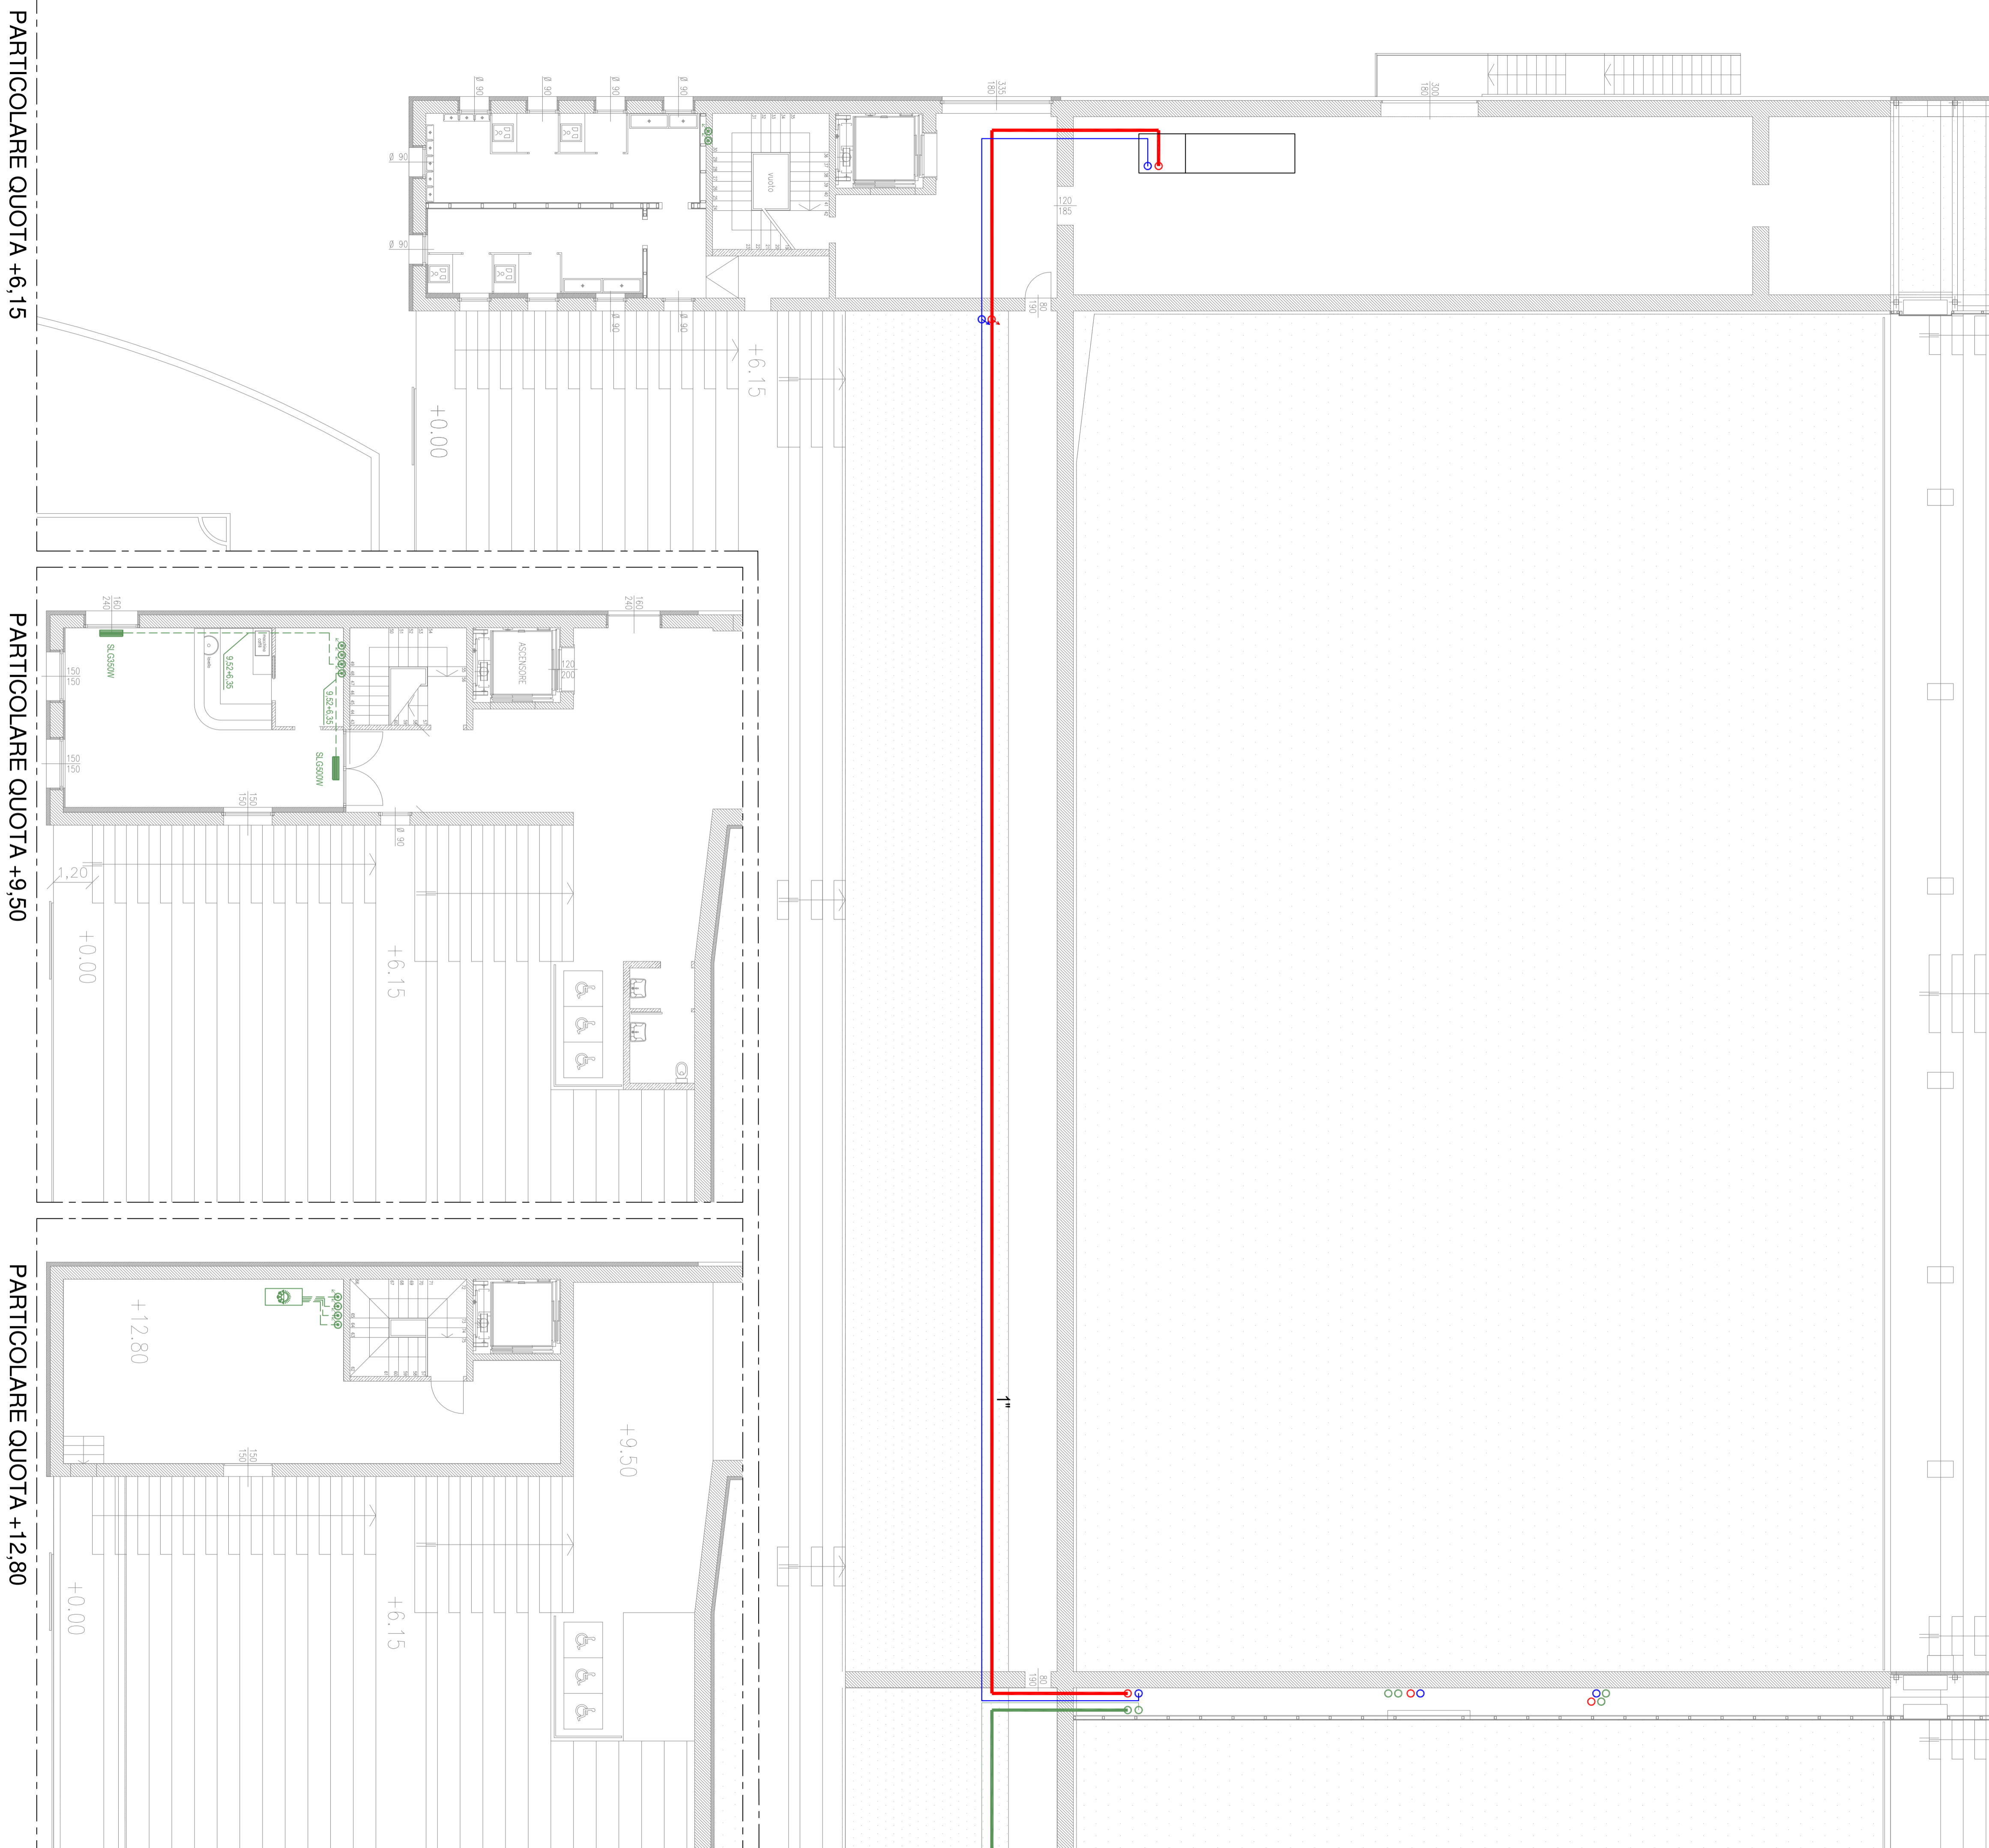 PARTICOLARE QUOTA +6,15
Ø 90
Ø 90
Ø 90
Ø 90
Ø 90
Ø 90
Ø 90
Ø 90
vuoto
335
180
300
180
120
185
80
190
+6.15
+0.00
PARTICOLARE QUOTA +9,50
160
240
160
240
SLG350W
9,52+6,35
9,52+6,35
SLG500W
ASCENSORE
120
200
150
150
150
150
150
150
Ø 90
1,20
+0.00
+6.15
PARTICOLARE QUOTA +12,80
+12.80
+9.50
150
150
+0.00
+6.15
1"
80
190